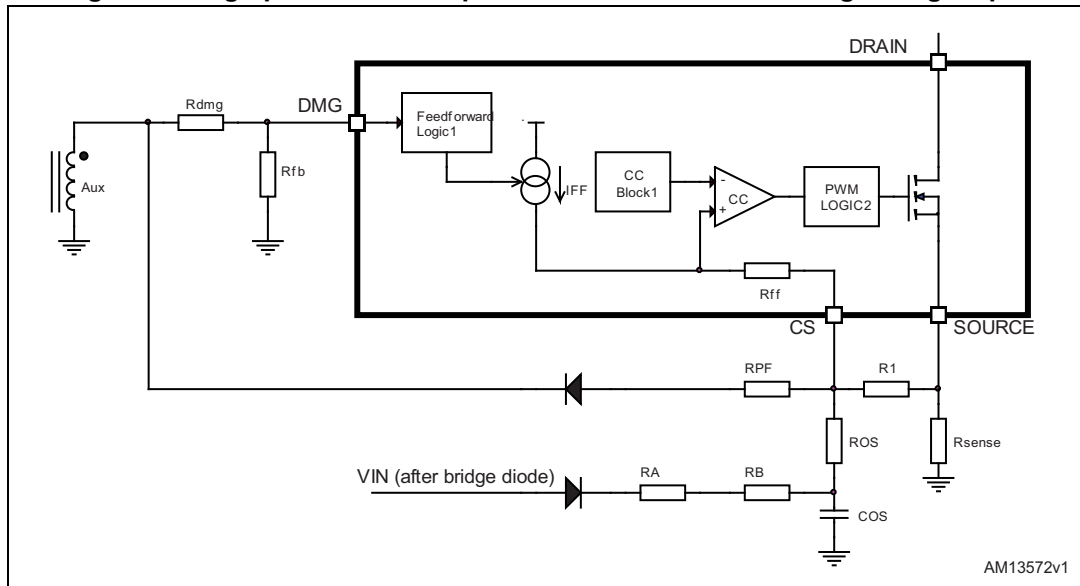 DRAIN
DMG
Rdmg
Feedforward
Logic1
Aux
Rfb
IFF
CC
Block1
-
+
CC
PWM
LOGIC2
Rff
CS
SOURCE
RPF
R1
ROS
Rsense
VIN (after bridge diode)
RA
RB
COS
AM13572v1